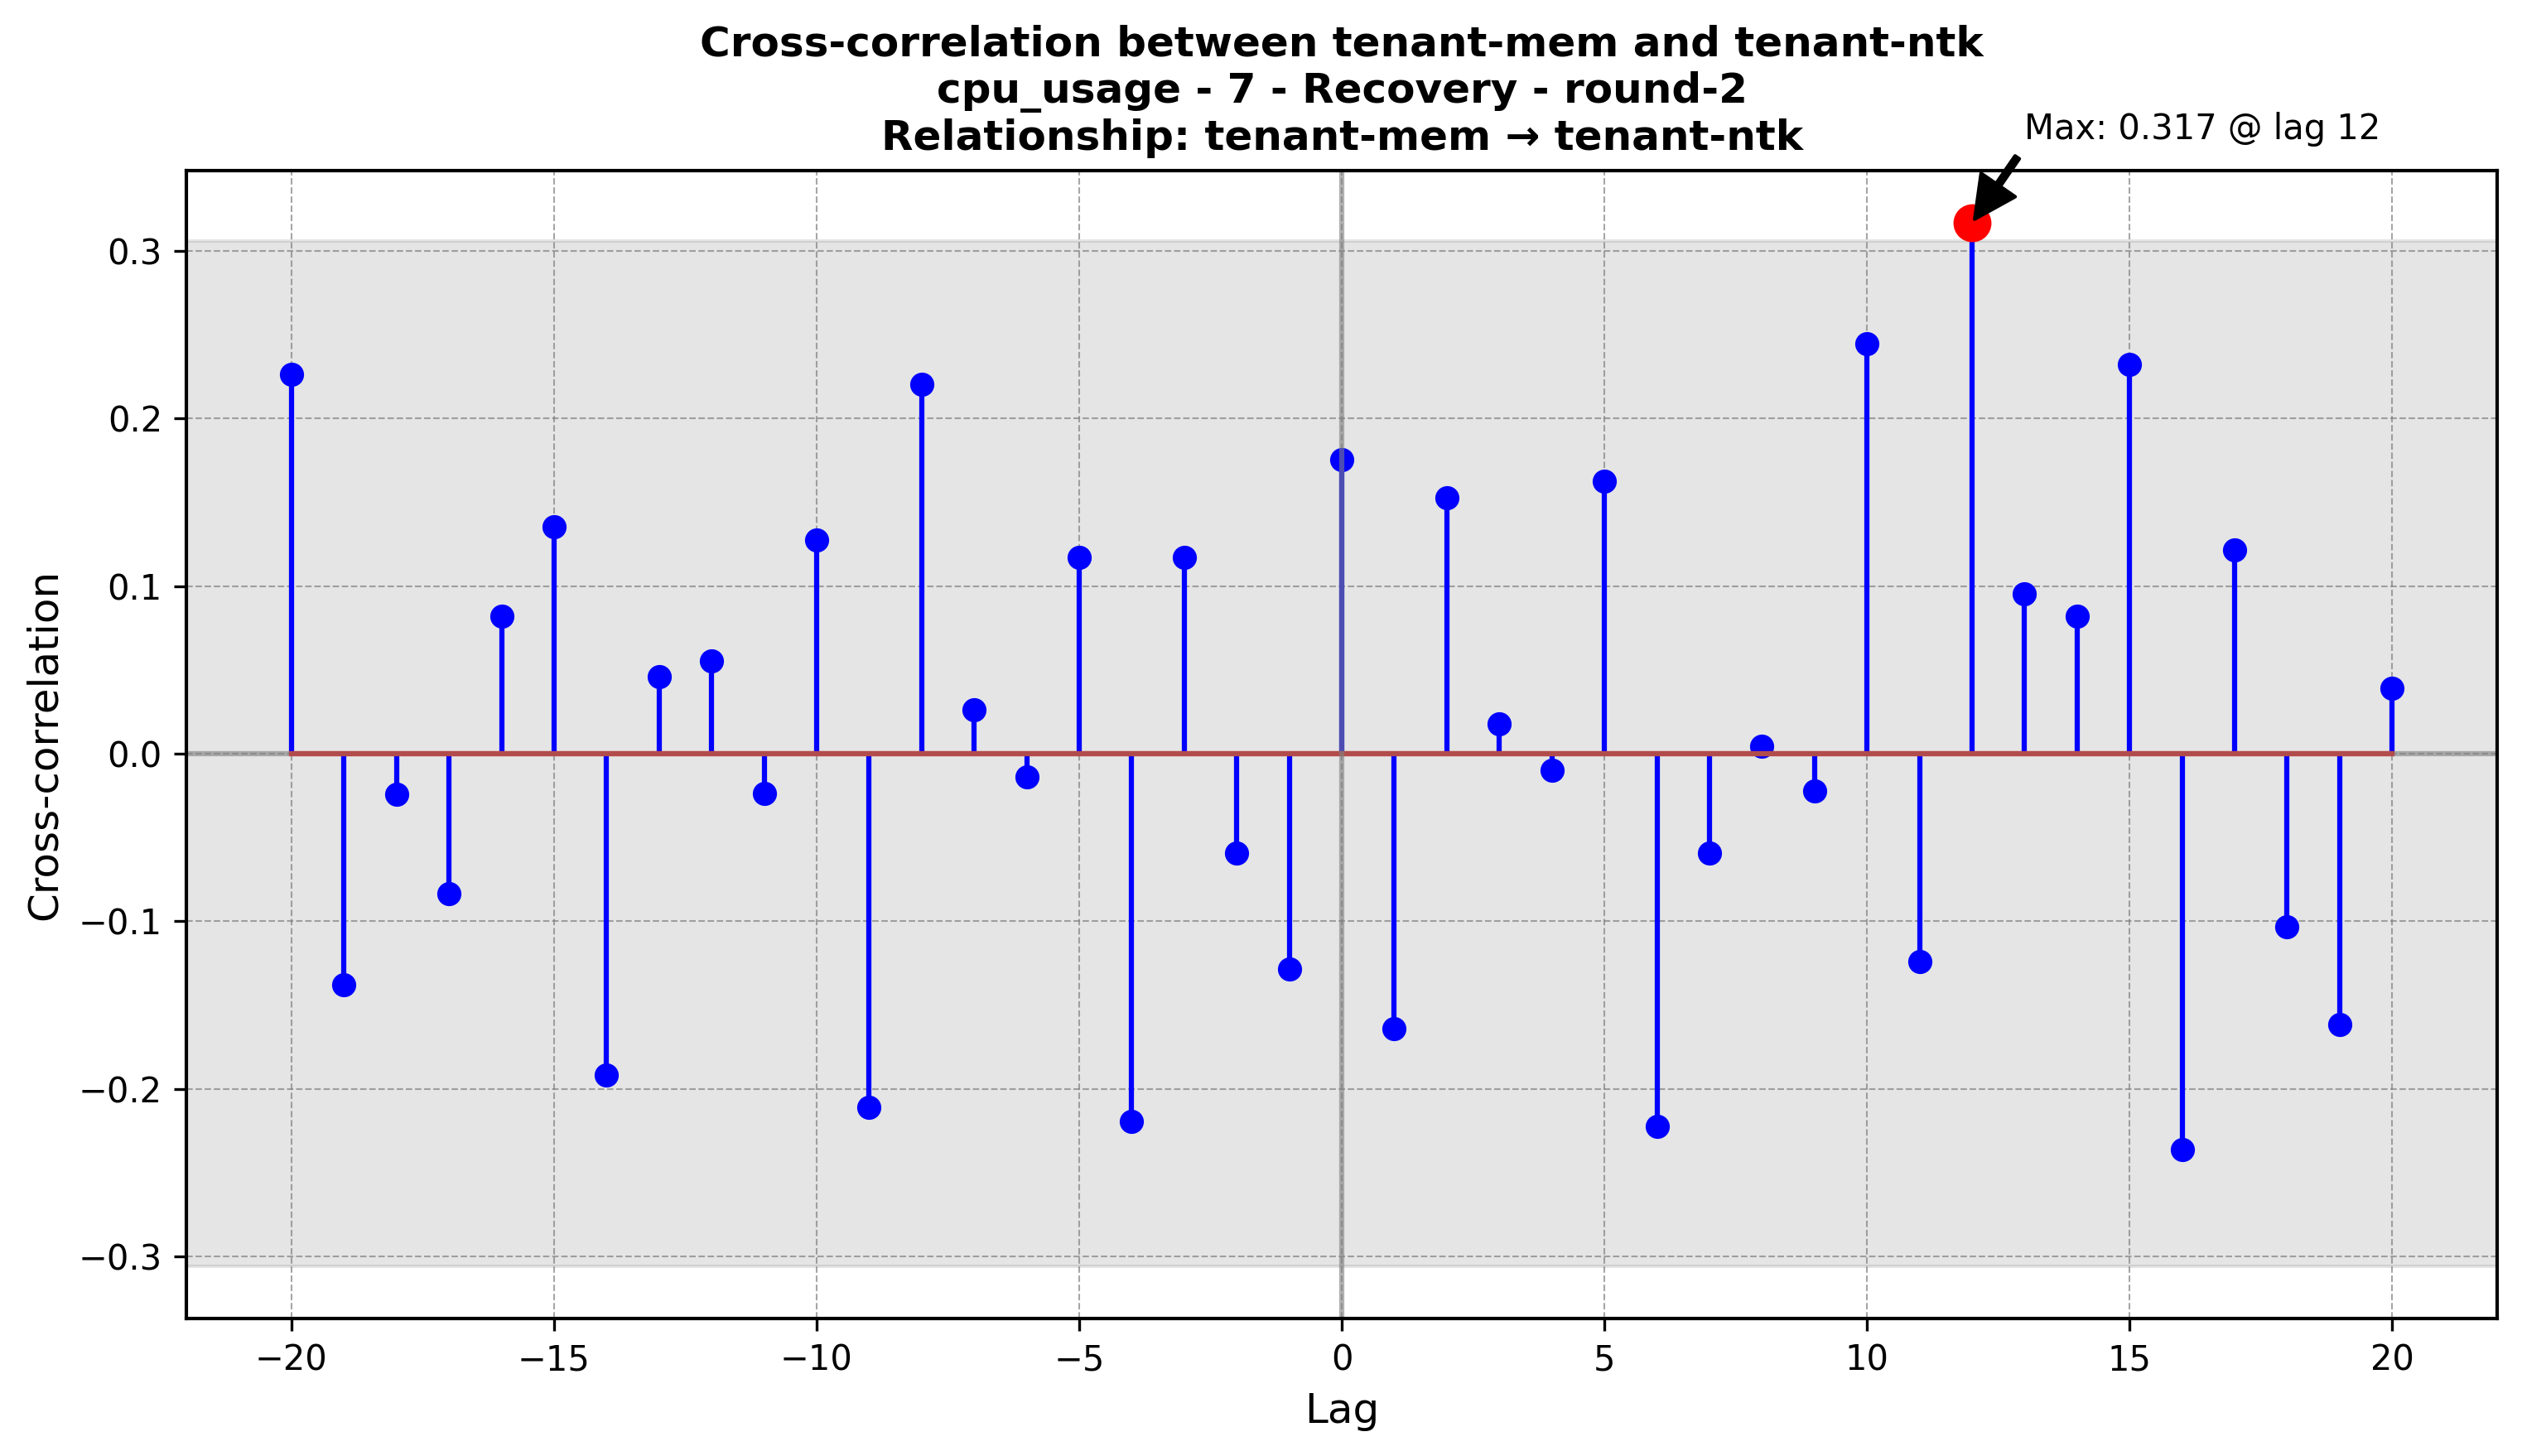 Cross-correlation between tenant-mem and tenant-ntk
cpu_usage - 7 - Recovery - round-2
Relationship: tenant-mem → tenant-ntk
Max: 0.317 @ lag 12
Cross-correlation
0.3
0.2
0.1
0.0
−0.1
−0.2
−0.3
−20 −15 −10 −5 0 5 10 15 20
Lag